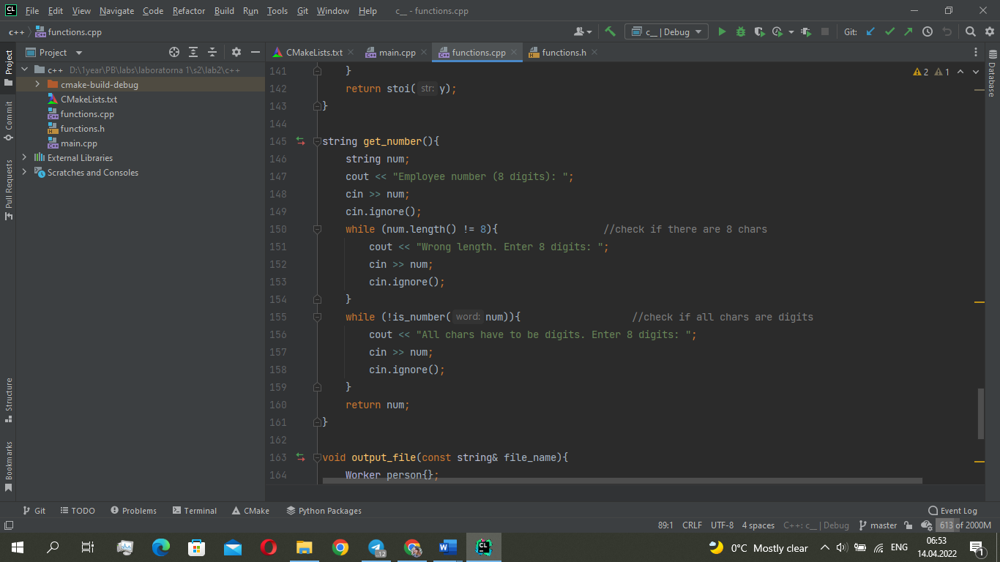 CL File Edit View Navigate Code Refactor Build Run Tools Git Window Help c__ - functions.cpp
c++ functions.cpp c__ | Debug Git:
Project CMakeLists.txt main.cpp functions.cpp functions.h
c++ D:\1year\PB\labs\laboratorna 1\s2\lab2\c++
cmake-build-debug
CMakeLists.txt
functions.cpp
functions.h
main.cpp
External Libraries
Scratches and Consoles
Project
Commit
Pull Requests
Structure
Bookmarks
2 1
141 }
142 return stoi( str: y);
143 }
144
145 string get_number(){
146 string num;
147 cout << "Employee number (8 digits): ";
148 cin >> num;
149 cin.ignore();
150 while (num.length() != 8){ //check if there are 8 chars
151 cout << "Wrong length. Enter 8 digits: ";
152 cin >> num;
153 cin.ignore();
154 }
155 while (!is_number( word: num)){ //check if all chars are digits
156 cout << "All chars have to be digits. Enter 8 digits: ";
157 cin >> num;
158 cin.ignore();
159 }
160 return num;
161 }
162
163 void output_file(const string& file_name){
164 Worker person{};
Database
Git TODO Problems Terminal CMake Python Packages Event Log
89:1 CRLF UTF-8 4 spaces C++: c__ | Debug master 613 of 2000M
12 W CL 0°C Mostly clear ENG 06:53
14.04.2022 1